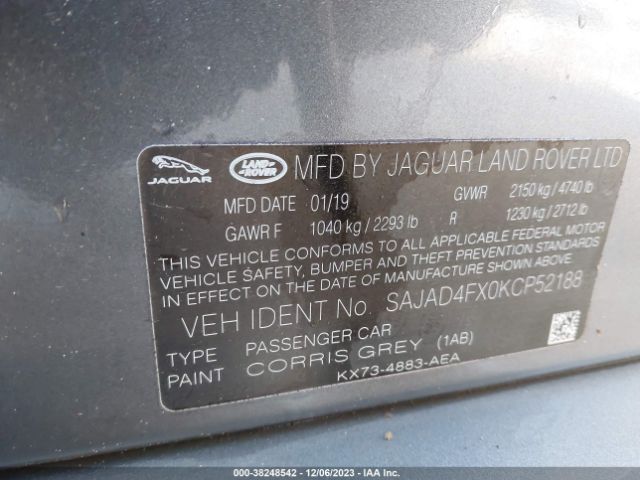 JAGUAR LAND ROVER MFD BY JAGUAR LAND ROVER LTD
MFD DATE 01/19 GVWR 2150 kg / 4740 lb
GAWR F 1040 kg / 2293 lb R 1230 kg / 2712 lb
THIS VEHICLE CONFORMS TO ALL APPLICABLE FEDERAL MOTOR
VEHICLE SAFETY, BUMPER AND THEFT PREVENTION STANDARDS
IN EFFECT ON THE DATE OF MANUFACTURE SHOWN ABOVE.
VEH IDENT No SAJAD4FX0KCP52188
TYPE PASSENGER CAR
PAINT CORRIS GREY (1AB)
KX73-4883-AEA
000-38248542 - 12/06/2023 - IAA Inc.